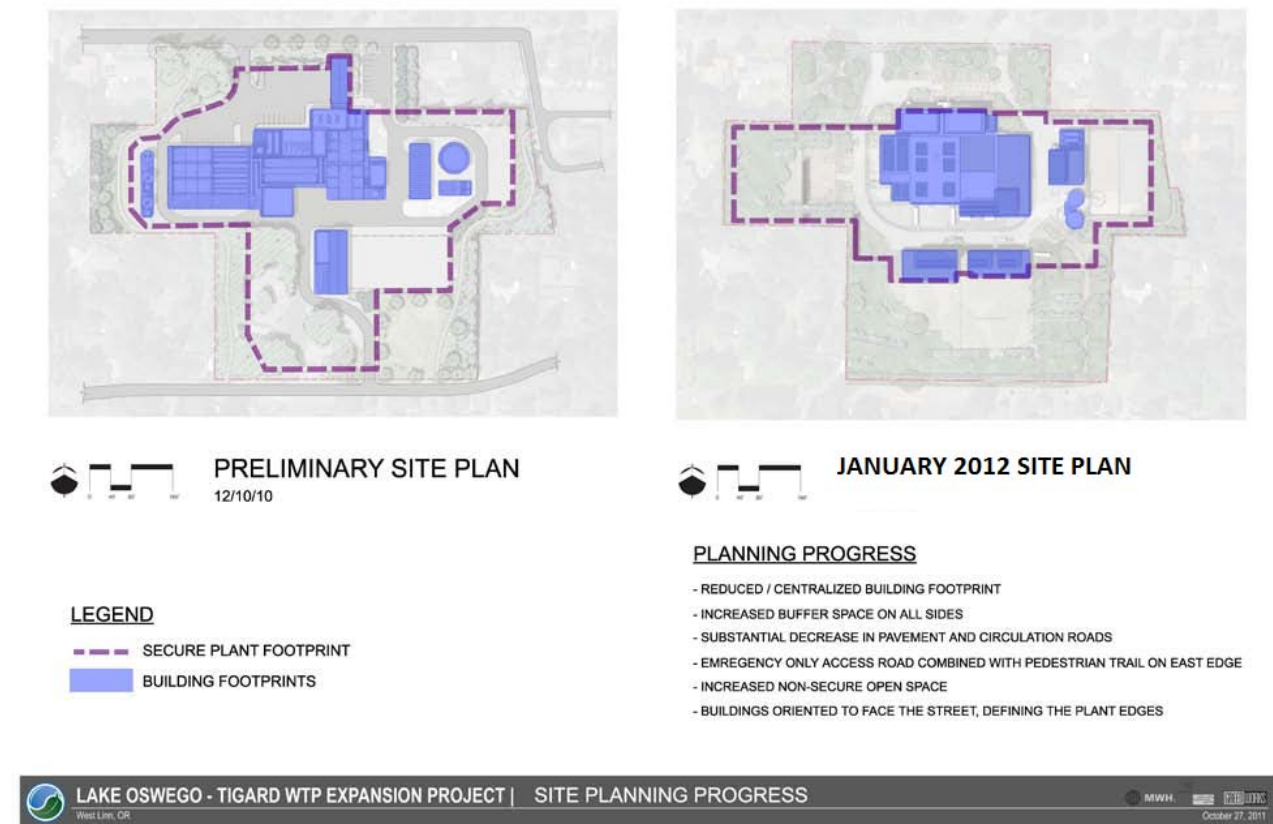 PRELIMINARY SITE PLAN
12/10/10
JANUARY 2012 SITE PLAN
LEGEND
SECURE PLANT FOOTPRINT
BUILDING FOOTPRINTS
PLANNING PROGRESS
- REDUCED / CENTRALIZED BUILDING FOOTPRINT
- INCREASED BUFFER SPACE ON ALL SIDES
- SUBSTANTIAL DECREASE IN PAVEMENT AND CIRCULATION ROADS
- EMREGENCY ONLY ACCESS ROAD COMBINED WITH PEDESTRIAN TRAIL ON EAST EDGE
- INCREASED NON-SECURE OPEN SPACE
- BUILDINGS ORIENTED TO FACE THE STREET, DEFINING THE PLANT EDGES
LAKE OSWEGO - TIGARD WTP EXPANSION PROJECT | SITE PLANNING PROGRESS
West Linn, OR
MWH.
October 27, 2011